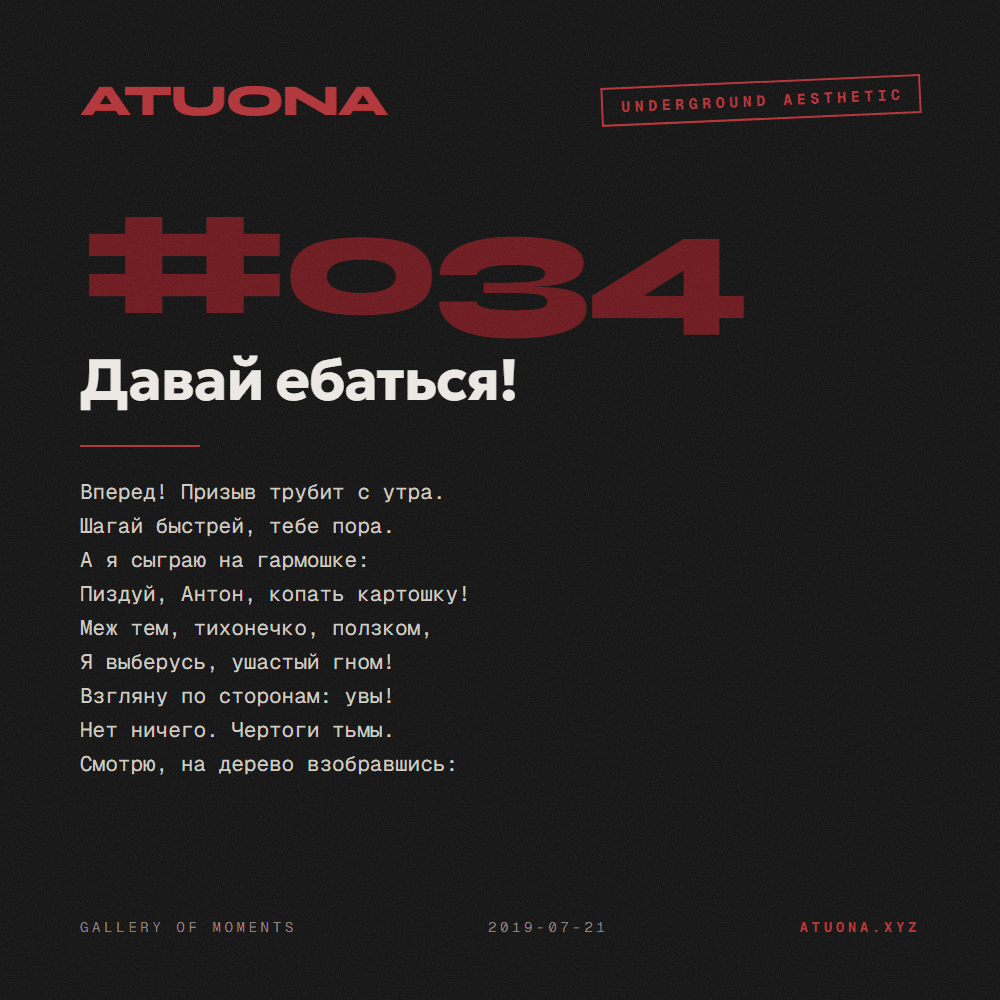 ATUONA
UNDERGROUND AESTHETIC
#034
Давай ебаться!
Вперед! Призыв трубит с утра.
Шагай быстрей, тебе пора.
А я сыграю на гармошке:
Пиздуй, Антон, копать картошку!
Меж тем, тихонечко, ползком,
Я выберусь, ушастый гном!
Взгляну по сторонам: увы!
Нет ничего. Чертоги тьмы.
Смотрю, на дерево взобравшись:
GALLERY OF MOMENTS
2019-07-21
ATUONA.XYZ